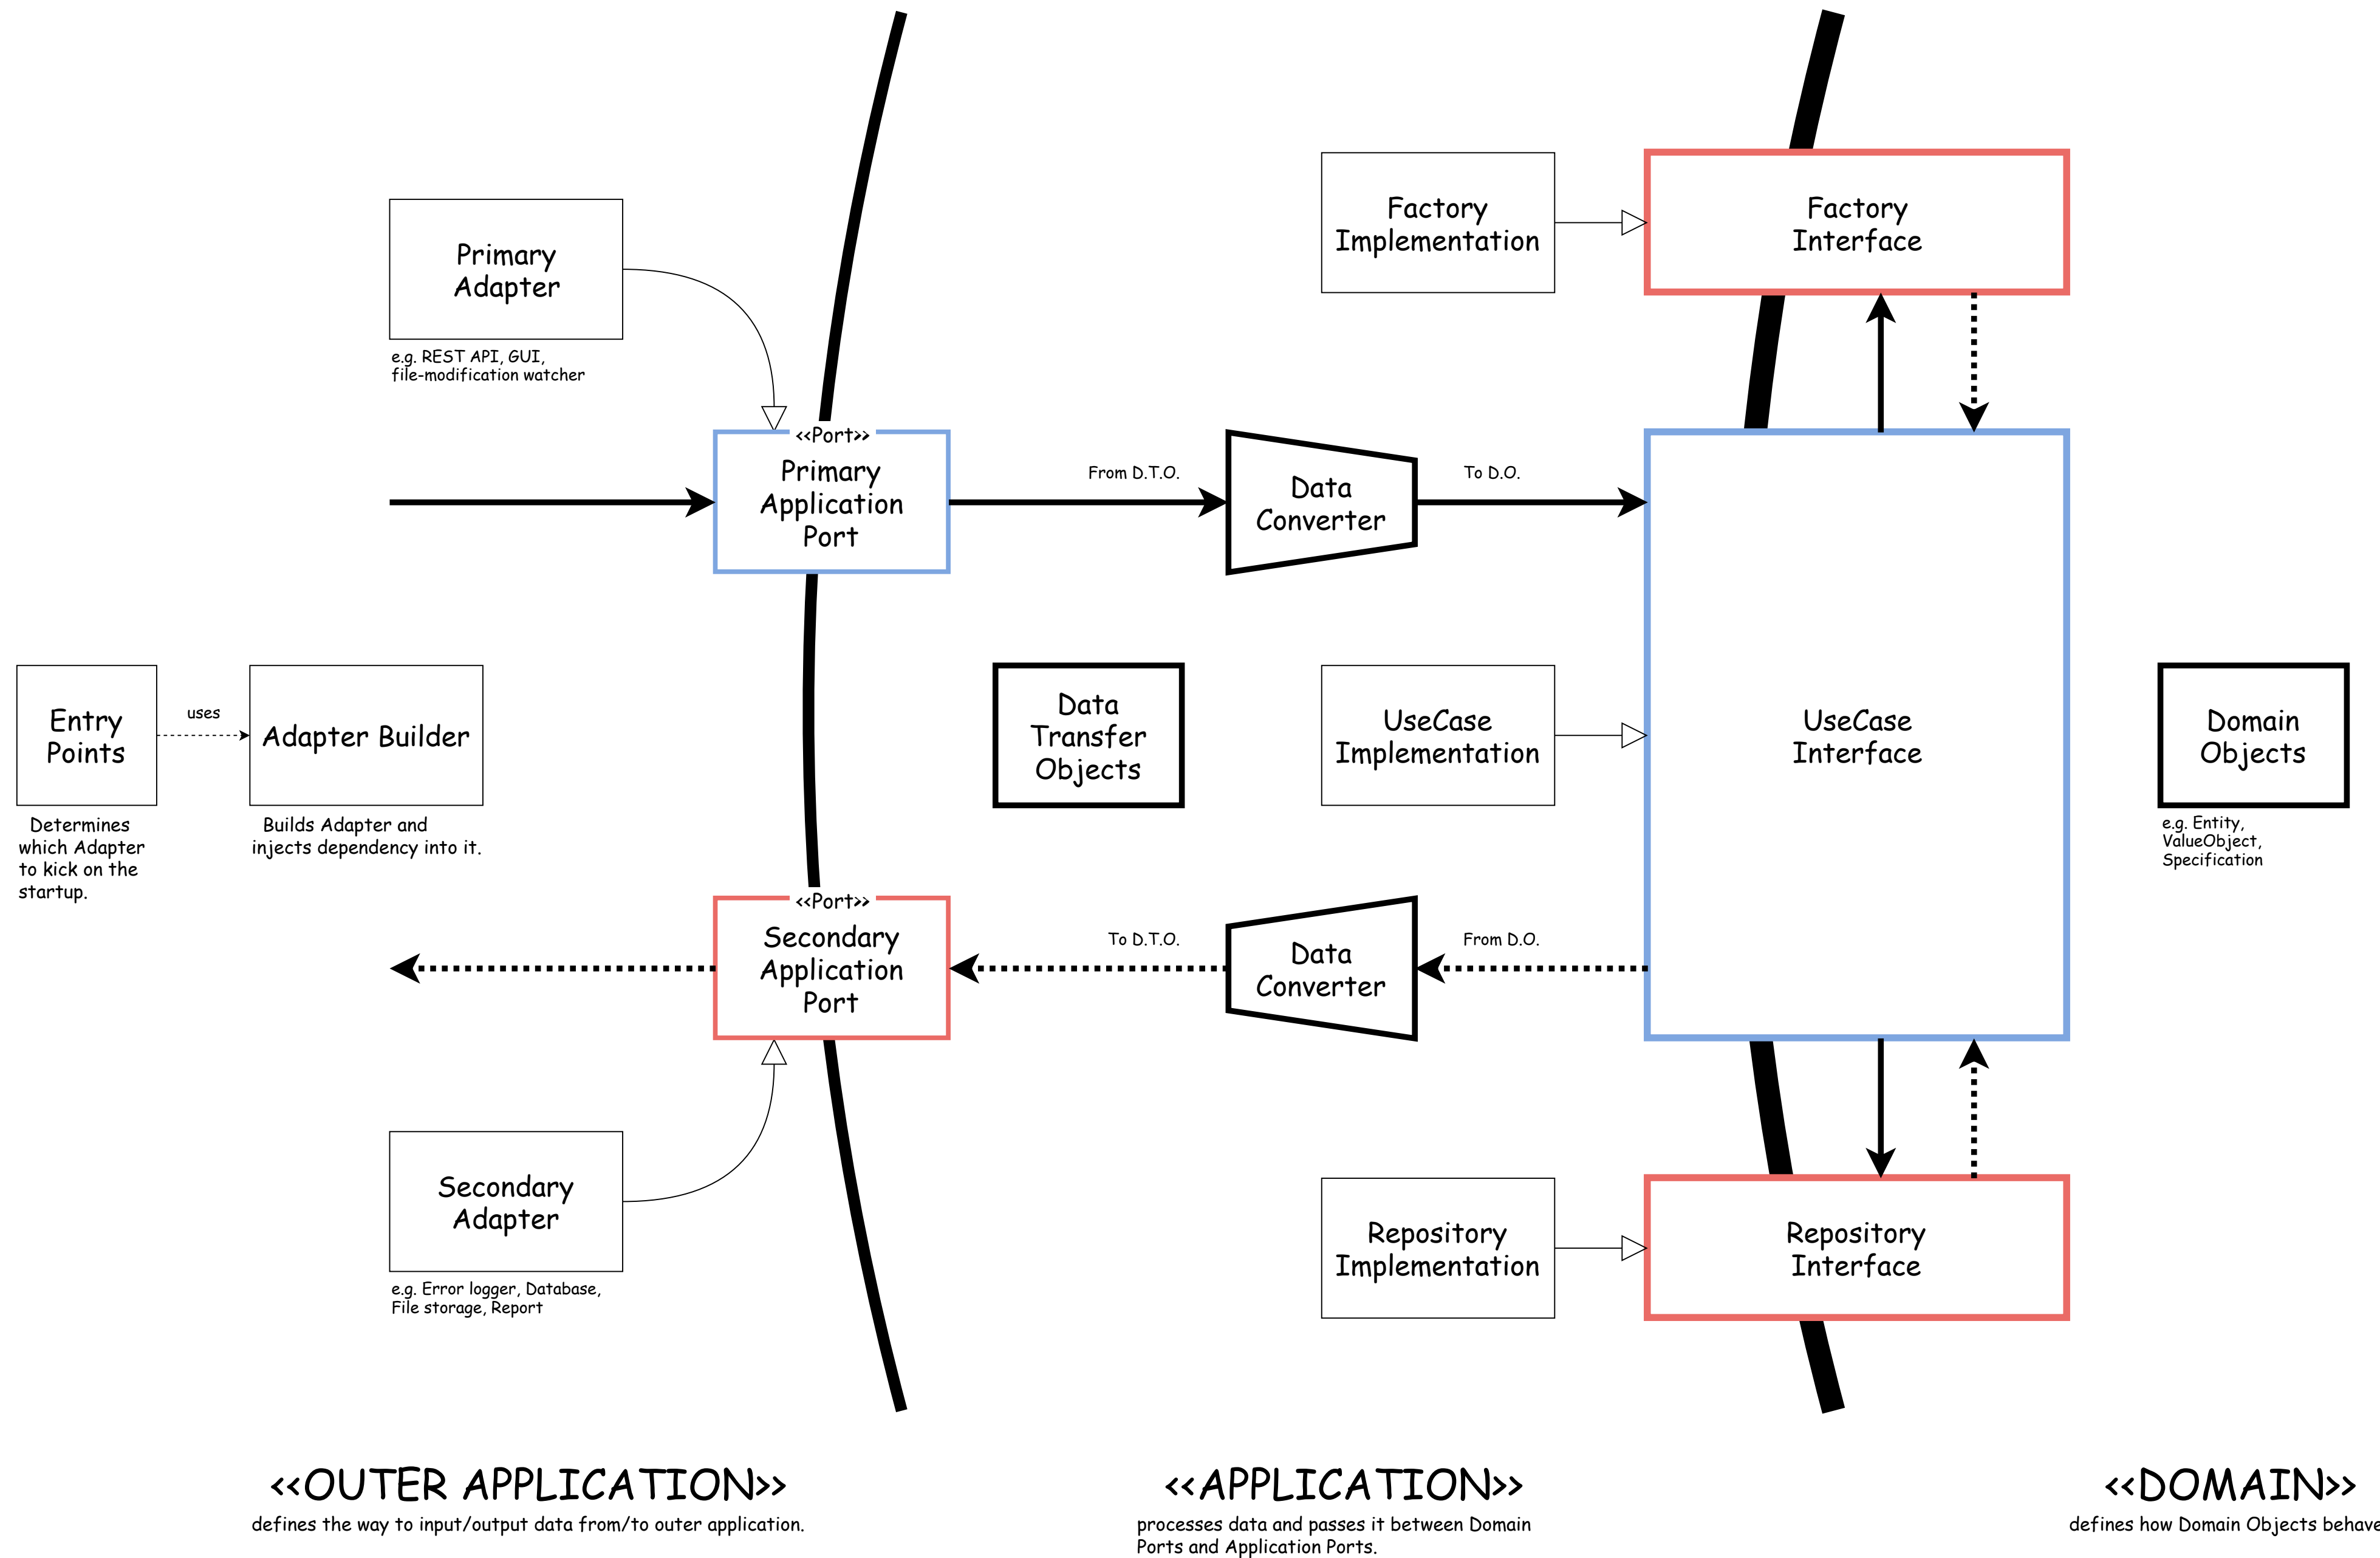 Factory
Implementation
Factory
Interface
Primary
Adapter
e.g. REST API, GUI,
file-modification watcher
<<Port>>
Primary
Application
Port
From D.T.O.
Data
Converter
To D.O.
Entry
Points
uses
Adapter Builder
Determines
which Adapter
to kick on the
startup.
Builds Adapter and
injects dependency into it.
Data
Transfer
Objects
UseCase
Implementation
UseCase
Interface
Domain
Objects
e.g. Entity,
ValueObject,
Specification
<<Port>>
Secondary
Application
Port
To D.T.O.
Data
Converter
From D.O.
Secondary
Adapter
e.g. Error logger, Database,
File storage, Report
Repository
Implementation
Repository
Interface
<<OUTER APPLICATION>>
defines the way to input/output data from/to outer application.
<<APPLICATION>>
processes data and passes it between Domain
Ports and Application Ports.
<<DOMAIN>>
defines how Domain Objects behave